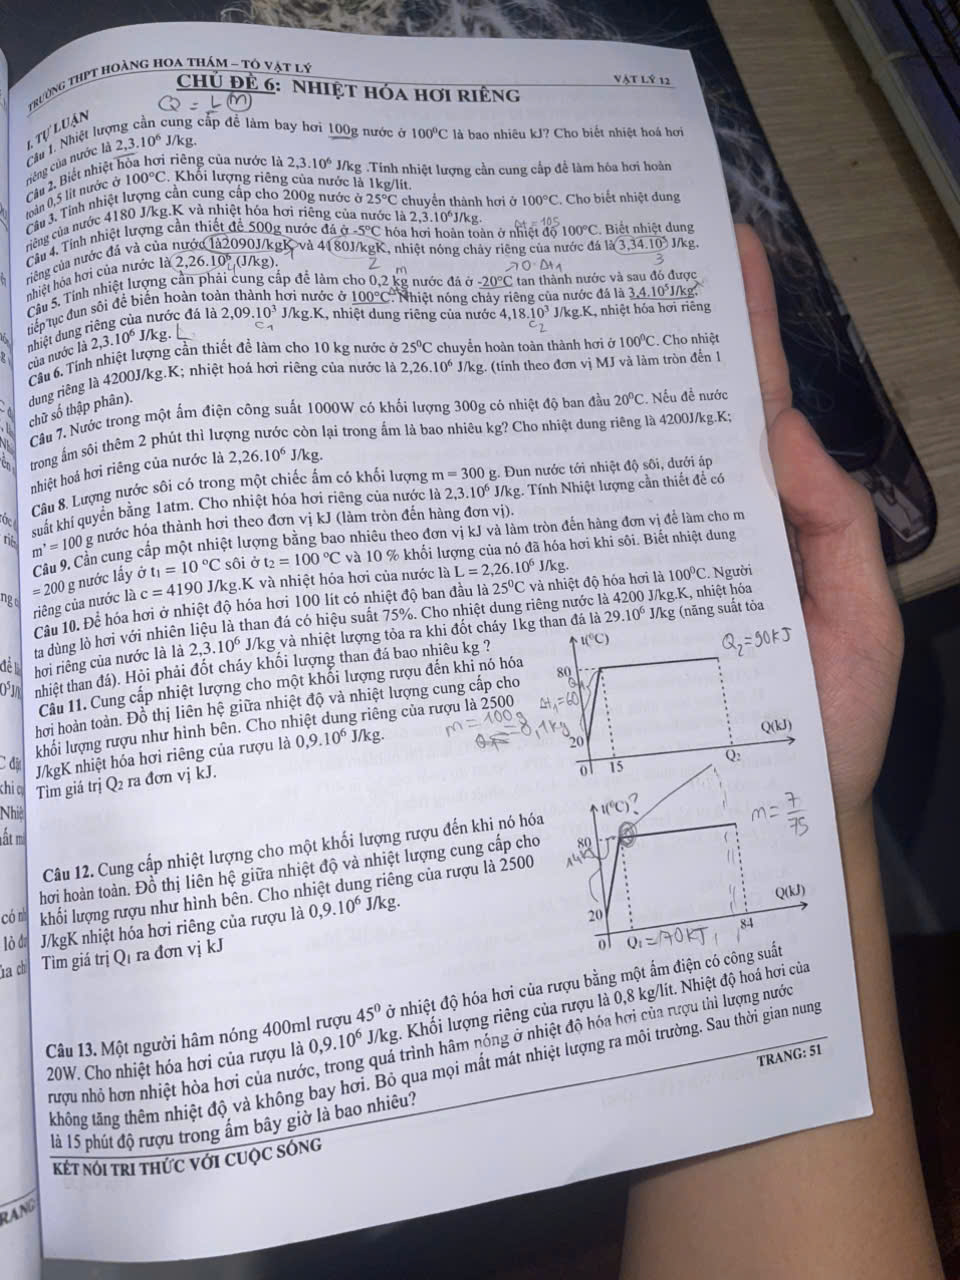 TRƯỜNG THPT HOÀNG HOA THÁM – TỔ VẬT LÝ
VẬT LÝ 12
CHỦ ĐỀ 6: NHIỆT HÓA HƠI RIÊNG
Q = L m
I. TỰ LUẬN
Câu 1. Nhiệt lượng cần cung cấp để làm bay hơi 100g nước ở 100⁰C là bao nhiêu kJ? Cho biết nhiệt hoá hơi
riêng của nước là 2,3.10⁶ J/kg.
Câu 2. Biết nhiệt hóa hơi riêng của nước là 2,3.10⁶ J/kg .Tính nhiệt lượng cần cung cấp để làm hóa hơi hoàn
toàn 0,5 lít nước ở 100°C. Khối lượng riêng của nước là 1kg/lít.
Câu 3. Tính nhiệt lượng cần cung cấp cho 200g nước ở 25°C chuyển thành hơi ở 100°C. Cho biết nhiệt dung
riêng của nước 4180 J/kg.K và nhiệt hóa hơi riêng của nước là 2,3.10⁶J/kg.
Δt = 105
Câu 4. Tính nhiệt lượng cần thiết để 500g nước đá ở -5°C hóa hơi hoàn toàn ở nhiệt độ 100°C. Biết nhiệt dung
riêng của nước đá và của nước là2090J/kgK và 4180J/kgK, nhiệt nóng chảy riêng của nước đá là 3,34.10⁵ J/kg,
nhiệt hóa hơi của nước là 2,26.10⁶ (J/kg).
4 2 m 3
Câu 5. Tính nhiệt lượng cần phải cung cấp để làm cho 0,2 kg nước đá ở -20°C tan thành nước và sau đó được
tiếp tục đun sôi để biến hoàn toàn thành hơi nước ở 100°C. Nhiệt nóng chảy riêng của nước đá là 3,4.10⁵J/kg,
nhiệt dung riêng của nước đá là 2,09.10³ J/kg.K, nhiệt dung riêng của nước 4,18.10³ J/kg.K, nhiệt hóa hơi riêng
của nước là 2,3.10⁶ J/kg. L
c₁ c₂
Câu 6. Tính nhiệt lượng cần thiết để làm cho 10 kg nước ở 25⁰C chuyển hoàn toàn thành hơi ở 100⁰C. Cho nhiệt
dung riêng là 4200J/kg.K; nhiệt hoá hơi riêng của nước là 2,26.10⁶ J/kg. (tính theo đơn vị MJ và làm tròn đến 1
chữ số thập phân).
Câu 7. Nước trong một ấm điện công suất 1000W có khối lượng 300g có nhiệt độ ban đầu 20⁰C. Nếu để nước
trong ấm sôi thêm 2 phút thì lượng nước còn lại trong ấm là bao nhiêu kg? Cho nhiệt dung riêng là 4200J/kg.K;
nhiệt hoá hơi riêng của nước là 2,26.10⁶ J/kg.
Câu 8. Lượng nước sôi có trong một chiếc ấm có khối lượng m = 300 g. Đun nước tới nhiệt độ sôi, dưới áp
suất khí quyển bằng 1atm. Cho nhiệt hóa hơi riêng của nước là 2,3.10⁶ J/kg. Tính Nhiệt lượng cần thiết để có
m' = 100 g nước hóa thành hơi theo đơn vị kJ (làm tròn đến hàng đơn vị).
Câu 9. Cần cung cấp một nhiệt lượng bằng bao nhiêu theo đơn vị kJ và làm tròn đến hàng đơn vị để làm cho m
= 200 g nước lấy ở t₁ = 10 °C sôi ở t₂ = 100 °C và 10 % khối lượng của nó đã hóa hơi khi sôi. Biết nhiệt dung
riêng của nước là c = 4190 J/kg.K và nhiệt hóa hơi của nước là L = 2,26.10⁶ J/kg.
Câu 10. Để hóa hơi ở nhiệt độ hóa hơi 100 lít có nhiệt độ ban đầu là 25⁰C và nhiệt độ hóa hơi là 100⁰C. Người
ta dùng lò hơi với nhiên liệu là than đá có hiệu suất 75%. Cho nhiệt dung riêng của nước là 4200 J/kg.K, nhiệt hóa
hơi riêng của nước là là 2,3.10⁶ J/kg và nhiệt lượng tỏa ra khi đốt cháy 1kg than đá là 29.10⁶ J/kg (năng suất tỏa
nhiệt than đá). Hỏi phải đốt cháy khối lượng than đá bao nhiêu kg ?
Câu 11. Cung cấp nhiệt lượng cho một khối lượng rượu đến khi nó hóa
hơi hoàn toàn. Đồ thị liên hệ giữa nhiệt độ và nhiệt lượng cung cấp cho
khối lượng rượu như hình bên. Cho nhiệt dung riêng của rượu là 2500
J/kgK nhiệt hóa hơi riêng của rượu là 0,9.10⁶ J/kg.
Tìm giá trị Q₂ ra đơn vị kJ.
t(⁰C)
80
20
0
15
Q₂
Q(kJ)
Q₂=90kJ
Δt₁=60
m = 100g
Câu 12. Cung cấp nhiệt lượng cho một khối lượng rượu đến khi nó hóa
hơi hoàn toàn. Đồ thị liên hệ giữa nhiệt độ và nhiệt lượng cung cấp cho
khối lượng rượu như hình bên. Cho nhiệt dung riêng của rượu là 2500
J/kgK nhiệt hóa hơi riêng của rượu là 0,9.10⁶ J/kg.
Tìm giá trị Q₁ ra đơn vị kJ
t(⁰C)?
80
20
0
Q₁
84
Q(kJ)
m = 7/75
Câu 13. Một người hâm nóng 400ml rượu 45⁰ ở nhiệt độ hóa hơi của rượu bằng một ấm điện có công suất
20W. Cho nhiệt hóa hơi của rượu là 0,9.10⁶ J/kg. Khối lượng riêng của rượu là 0,8 kg/lít. Nhiệt độ hoá hơi của
rượu nhỏ hơn nhiệt hòa hơi của nước, trong quá trình hâm nóng ở nhiệt độ hóa hơi của rượu thì lượng nước
không tăng thêm nhiệt độ và không bay hơi. Bỏ qua mọi mất mát nhiệt lượng ra môi trường. Sau thời gian nung
là 15 phút độ rượu trong ấm bây giờ là bao nhiêu?
TRANG: 51
KẾT NỐI TRI THỨC VỚI CUỘC SỐNG